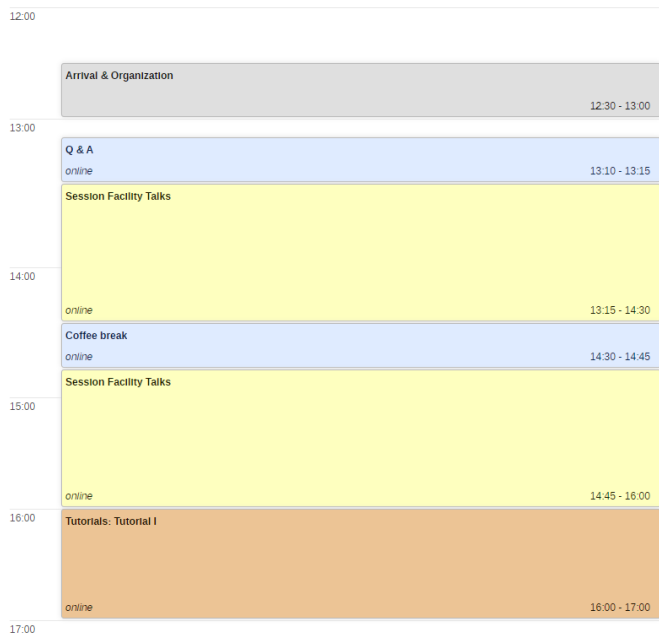 12:00
Arrival & Organization
12:30 - 13:00
13:00
Q & A
online 13:10 - 13:15
Session Facility Talks
14:00
online 13:15 - 14:30
Coffee break
online 14:30 - 14:45
Session Facility Talks
15:00
online 14:45 - 16:00
16:00
Tutorials: Tutorial I
online 16:00 - 17:00
17:00